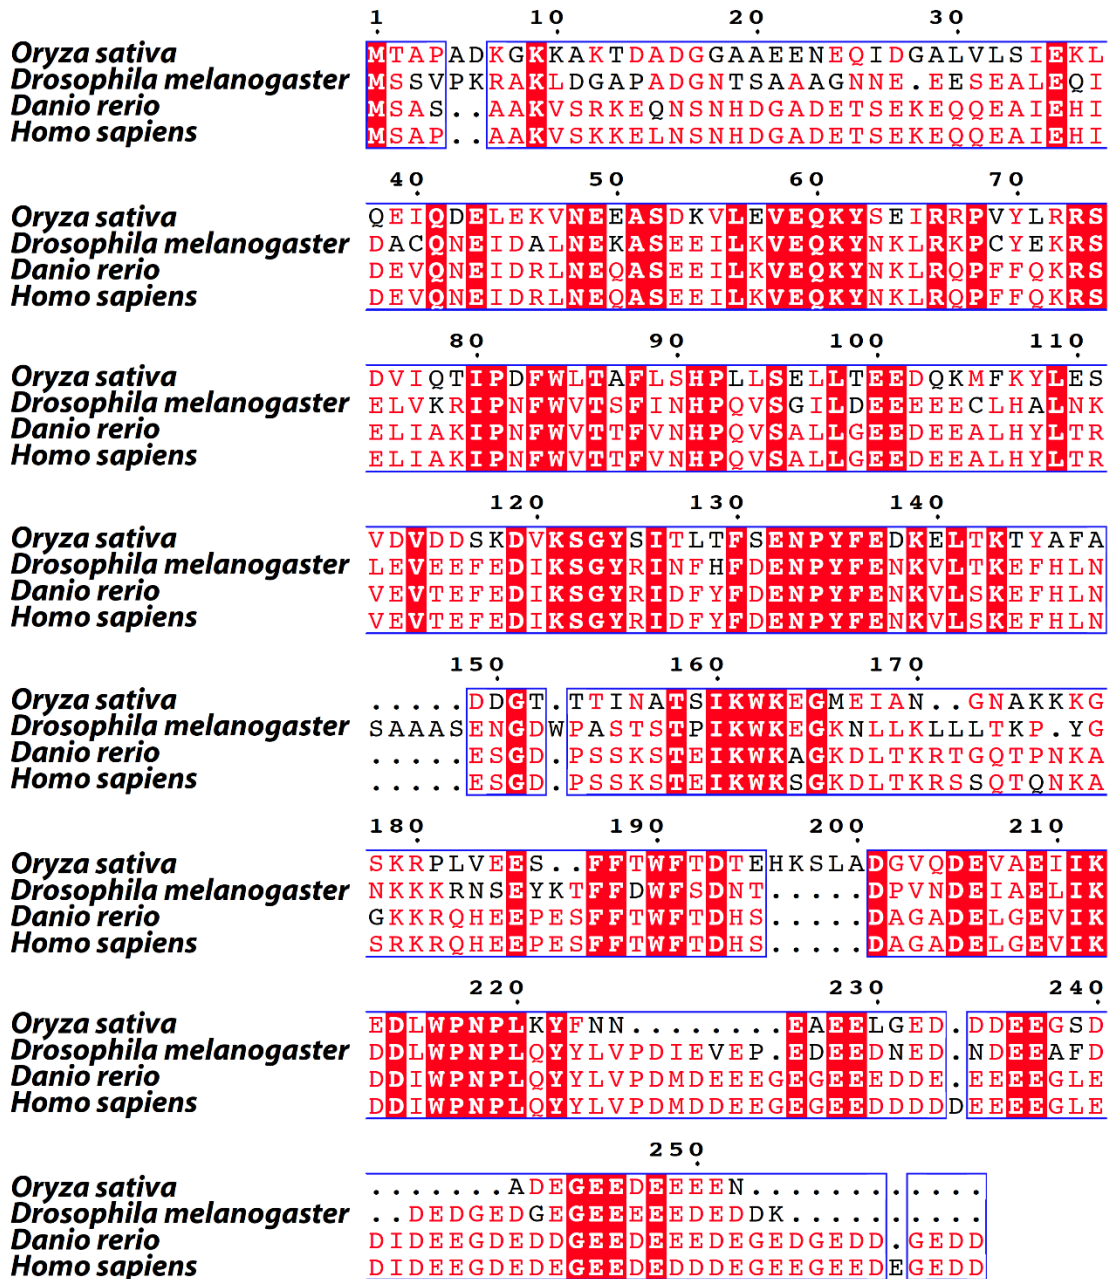 1 10 20 30
Oryza sativa MTAPADKGKKAKTDADGGAAEENEQIDGALVLSIEKL
Drosophila melanogaster MSSVPKRAKLDGAPADGNTSAAAGNNE.EESEALEQI
Danio rerio MSAS..AAKVSRKEQNSNHDGADETSEKEQQEAIEHI
Homo sapiens MSAP..AAKVSKKELNSNHDGADETSEKEQQEAIEHI
40 50 60 70
Oryza sativa QEIQDELEKVNEEASDKVLEVEQKYSEIRRPVYLRRS
Drosophila melanogaster DACQNEIDALNEKASEEILKVEQKYNKLRKPCYEKRS
Danio rerio DEVQNEIDRLNEQASEEILKVEQKYNKLRQPFFQKRS
Homo sapiens DEVQNEIDRLNEQASEEILKVEQKYNKLRQPFFQKRS
80 90 100 110
Oryza sativa DVIQTIPDFWLTAFLSHPLLSELLTEEDQKMFKYLES
Drosophila melanogaster ELVKRIPNFWVTSFINHPQVSGILDEEEEECLHALNK
Danio rerio ELIAKIPNFWVTTFVNHPQVSALLGEEDEEALHYLTR
Homo sapiens ELIAKIPNFWVTTFVNHPQVSALLGEEDEEALHYLTR
120 130 140
Oryza sativa VDVDDSKDVKSGYSITLTFSENPYFEDKELTKTYAFA
Drosophila melanogaster LEVEEFEDIKSGYRINFHFDENPYFENKVLTKEFHLN
Danio rerio VEVTEFEDIKSGYRIDFYFDENPYFENKVLSKEFHLN
Homo sapiens VEVTEFEDIKSGYRIDFYFDENPYFENKVLSKEFHLN
150 160 170
Oryza sativa .....DDGT.TTINATSIKWKEGMEIAN..GNAKKKG
Drosophila melanogaster SAAASENGDWPASTSTPIKWKEGKNLLKLLLTKP.YG
Danio rerio .....ESGD.PSSKSTEIKWKAGKDLTKRTGQTPNKA
Homo sapiens .....ESGD.PSSKSTEIKWKSGKDLTKRSSQTQNKA
180 190 200 210
Oryza sativa SKRPLVEES..FFTWFTDTEHKSLADGVQDEVAEIIK
Drosophila melanogaster NKKKRNSEYKTFFDWFSDNT.....DPVNDEIAELIK
Danio rerio GKKRQHEEPESFFTWFTDHS.....DAGADELGEVIK
Homo sapiens SRKRQHEEPESFFTWFTDHS.....DAGADELGEVIK
220 230 240
Oryza sativa EDLWPNPLKYFNN........EAEELGED.DDEEGSD
Drosophila melanogaster DDLWPNPLQYYLVPDIEVEP.EDEEDNED.NDEEAFD
Danio rerio DDIWPNPLQYYLVPDMDEEEGEGEEEDDE.EEEEGLE
Homo sapiens DDIWPNPLQYYLVPDMDDEEGEGEEDDDDDEEEEGLE
250
Oryza sativa .......ADEGEEDEEEEN............
Drosophila melanogaster ..DEDGEDGEGEEEEEDEDDK..........
Danio rerio DIDEEGDEDDGEEDEEEDEGEDGEDD.GEDD
Homo sapiens DIDEEGDEDEGEEDEDDDEGEEGEEDEGEDD